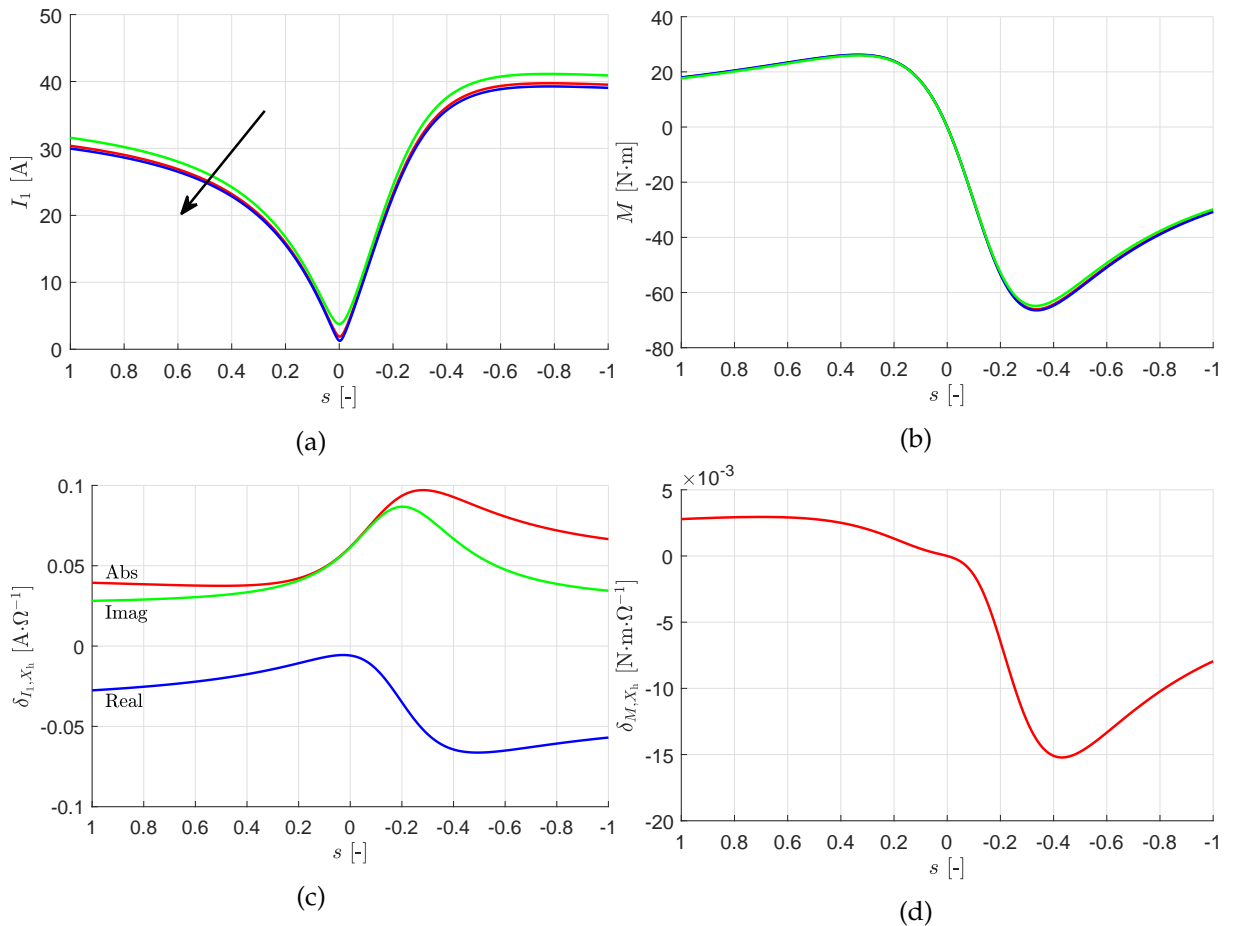 50
40
30
20
10
0
I₁ [A]
1 0.8 0.6 0.4 0.2 0 -0.2 -0.4 -0.6 -0.8 -1
s [-]
(a)
40
20
0
-20
-40
-60
-80
M [N·m]
1 0.8 0.6 0.4 0.2 0 -0.2 -0.4 -0.6 -0.8 -1
s [-]
(b)
0.1
0.05
0
-0.05
-0.1
δ_{I₁,X_h} [A·Ω⁻¹]
Abs
Imag
Real
1 0.8 0.6 0.4 0.2 0 -0.2 -0.4 -0.6 -0.8 -1
s [-]
(c)
×10⁻³
5
0
-5
-10
-15
-20
δ_{M,X_h} [N·m·Ω⁻¹]
1 0.8 0.6 0.4 0.2 0 -0.2 -0.4 -0.6 -0.8 -1
s [-]
(d)